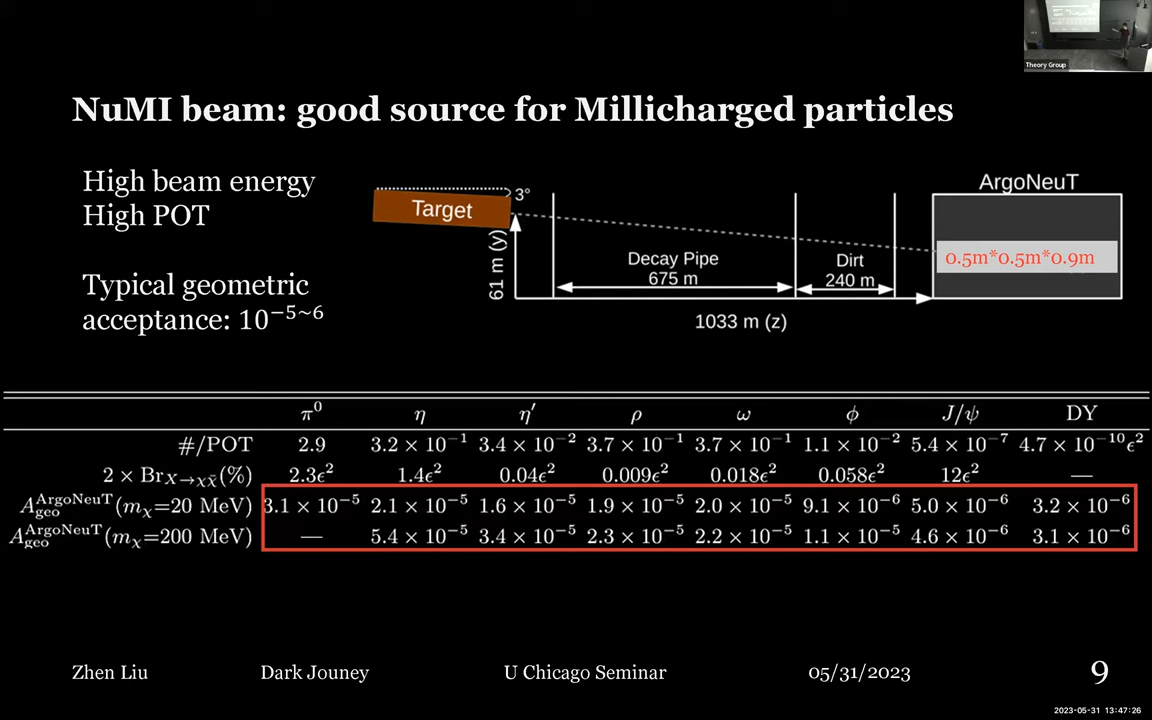 Theory Group
NuMI beam: good source for Millicharged particles
High beam energy
High POT
Typical geometric
acceptance: 10^{−5~6}
Target
3°
61 m (y)
Decay Pipe
675 m
Dirt
240 m
1033 m (z)
ArgoNeuT
0.5m*0.5m*0.9m
π⁰ η η′ ρ ω ϕ J/ψ DY
#/POT 2.9 3.2 × 10⁻¹ 3.4 × 10⁻² 3.7 × 10⁻¹ 3.7 × 10⁻¹ 1.1 × 10⁻² 5.4 × 10⁻⁷ 4.7 × 10⁻¹⁰ϵ²
2 × Br_{X→χχ̄}(%) 2.3ϵ² 1.4ϵ² 0.04ϵ² 0.009ϵ² 0.018ϵ² 0.058ϵ² 12ϵ² —
A_{geo}^{ArgoNeuT}(m_χ=20 MeV) 3.1 × 10⁻⁵ 2.1 × 10⁻⁵ 1.6 × 10⁻⁵ 1.9 × 10⁻⁵ 2.0 × 10⁻⁵ 9.1 × 10⁻⁶ 5.0 × 10⁻⁶ 3.2 × 10⁻⁶
A_{geo}^{ArgoNeuT}(m_χ=200 MeV) — 5.4 × 10⁻⁵ 3.4 × 10⁻⁵ 2.3 × 10⁻⁵ 2.2 × 10⁻⁵ 1.1 × 10⁻⁵ 4.6 × 10⁻⁶ 3.1 × 10⁻⁶
Zhen Liu Dark Jouney U Chicago Seminar 05/31/2023 9
2023-05-31 13:47:26